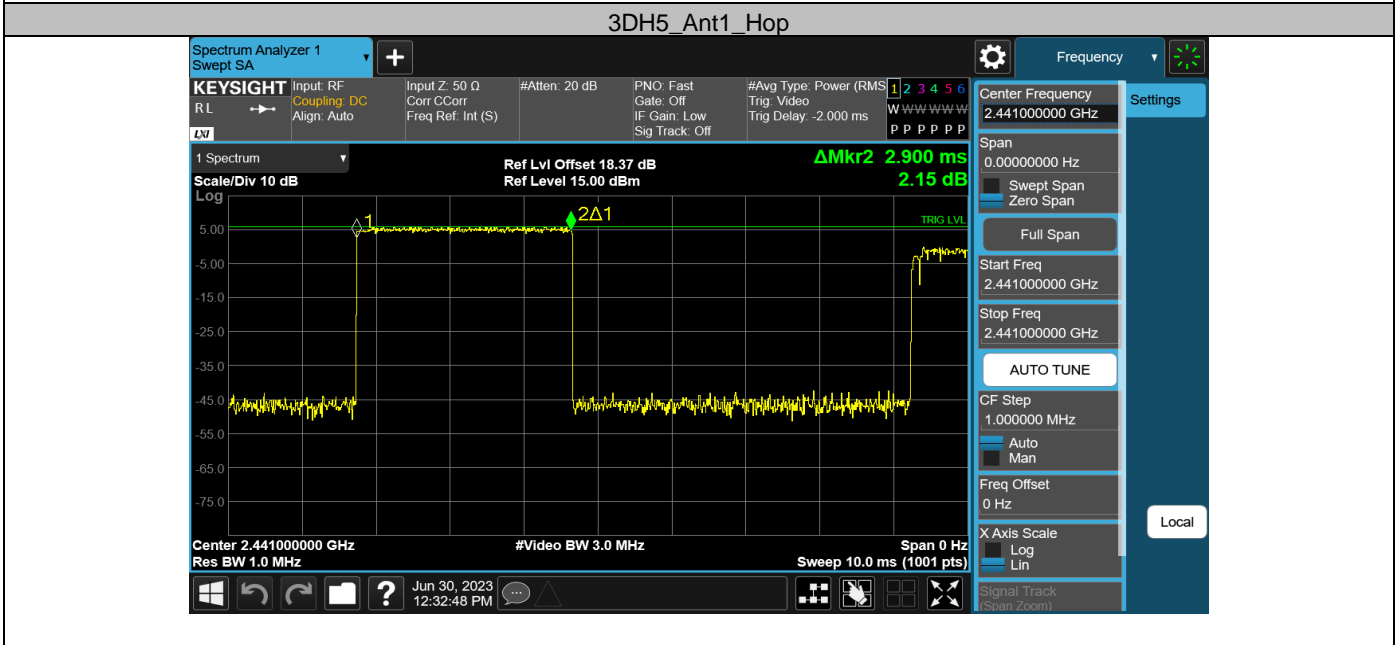 3DH5_Ant1_Hop
Spectrum Analyzer 1
Swept SA
+
Frequency
KEYSIGHT
RL
LXI
Input: RF
Coupling: DC
Align: Auto
Input Z: 50 Ω
Corr CCorr
Freq Ref: Int (S)
#Atten: 20 dB
PNO: Fast
Gate: Off
IF Gain: Low
Sig Track: Off
#Avg Type: Power (RMS
Trig: Video
Trig Delay: -2.000 ms
1 2 3 4 5 6
W W W W W W
P P P P P P
1 Spectrum
Scale/Div 10 dB
Log
Ref Lvl Offset 18.37 dB
Ref Level 15.00 dBm
ΔMkr2 2.900 ms
2.15 dB
1
2Δ1
TRIG LVL
5.00
-5.00
-15.0
-25.0
-35.0
-45.0
-55.0
-65.0
-75.0
Center 2.441000000 GHz
Res BW 1.0 MHz
#Video BW 3.0 MHz
Span 0 Hz
Sweep 10.0 ms (1001 pts)
Center Frequency
2.441000000 GHz
Span
0.00000000 Hz
Swept Span
Zero Span
Full Span
Start Freq
2.441000000 GHz
Stop Freq
2.441000000 GHz
AUTO TUNE
CF Step
1.000000 MHz
Auto
Man
Freq Offset
0 Hz
X Axis Scale
Log
Lin
Signal Track
(Span Zoom)
Settings
Local
?
Jun 30, 2023
12:32:48 PM